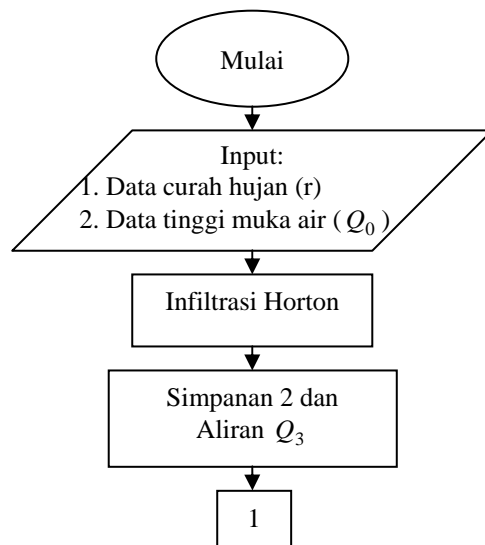 Mulai
Input:
1. Data curah hujan (r)
2. Data tinggi muka air ( Q₀ )
Infiltrasi Horton
Simpanan 2 dan
Aliran Q₃
1